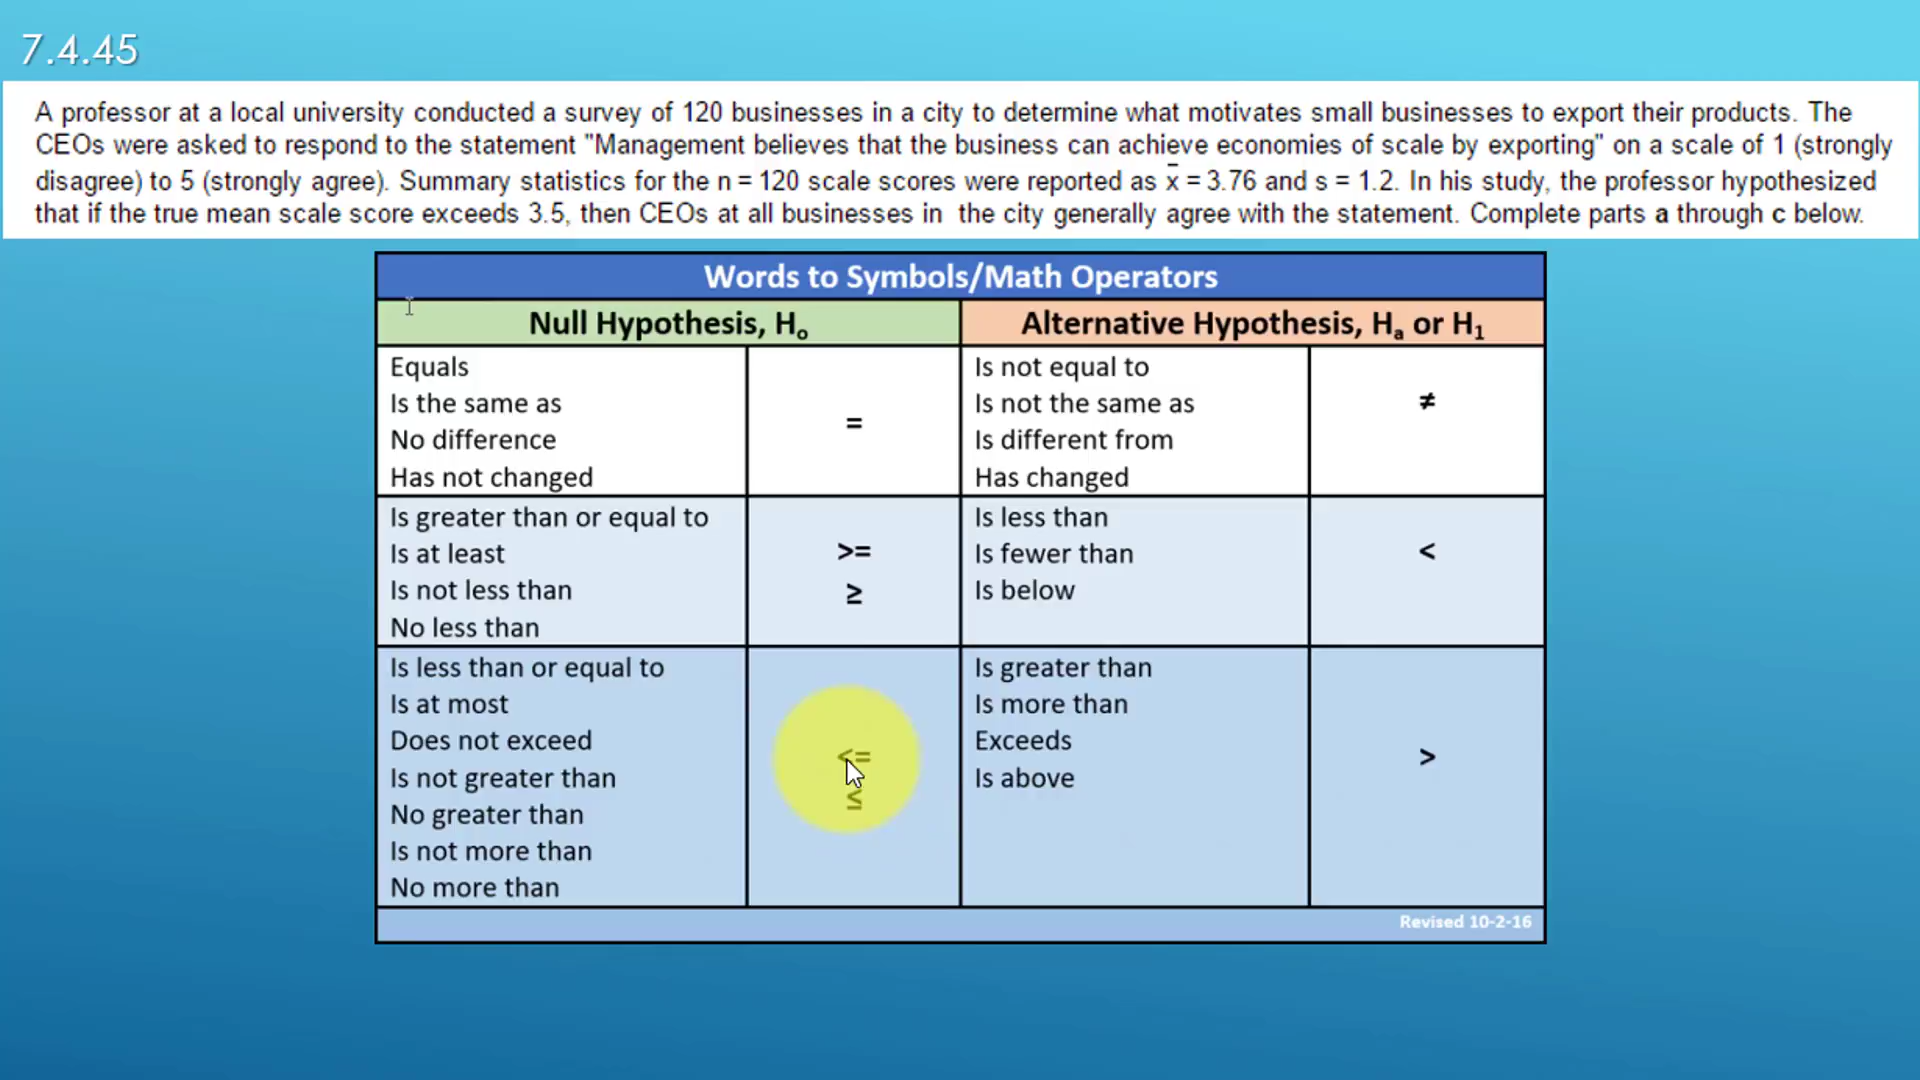 7.4.45
A professor at a local university conducted a survey of 120 businesses in a city to determine what motivates small businesses to export their products. The
CEOs were asked to respond to the statement "Management believes that the business can achieve economies of scale by exporting" on a scale of 1 (strongly
disagree) to 5 (strongly agree). Summary statistics for the n = 120 scale scores were reported as x̄ = 3.76 and s = 1.2. In his study, the professor hypothesized
that if the true mean scale score exceeds 3.5, then CEOs at all businesses in the city generally agree with the statement. Complete parts a through c below.
Words to Symbols/Math Operators
Null Hypothesis, Hₒ
Alternative Hypothesis, Hₐ or H₁
Equals
Is the same as
No difference
Has not changed
=
Is not equal to
Is not the same as
Is different from
Has changed
≠
Is greater than or equal to
Is at least
Is not less than
No less than
>=
≥
Is less than
Is fewer than
Is below
<
Is less than or equal to
Is at most
Does not exceed
Is not greater than
No greater than
Is not more than
No more than
<=
≤
Is greater than
Is more than
Exceeds
Is above
>
Revised 10-2-16